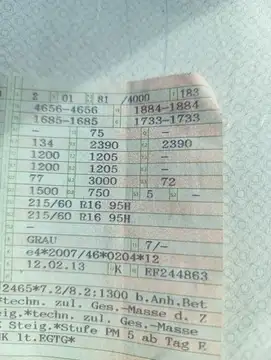 2 01 81 /4000 183
4656-4656 1884-1884
1685-1685 1733-1733
- 75 -
134 2390 2390
1200 1205 -
1200 1205 -
77 3000 72
1500 750 5 -
215/60 R16 95H
215/60 R16 95H
-
GRAU 7/-
e4*2007/46*0204*12
12.02.13 K EF244863
2465*7.2/8.2:1300 b.Anh.Bet
*techn. zul. Ges.-Masse d. Z
Steig.*techn. zul. Ges.-Masse
Steig.*Stufe PM 5 ab Tag E
K lt.EGTG*